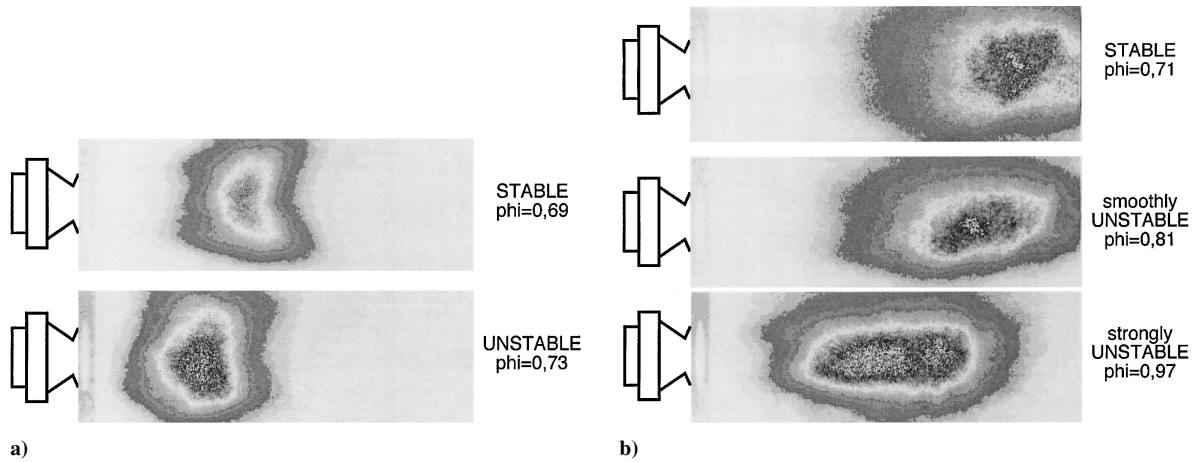 STABLE
phi=0,69
UNSTABLE
phi=0,73
a)
STABLE
phi=0,71
smoothly
UNSTABLE
phi=0,81
strongly
UNSTABLE
phi=0,97
b)